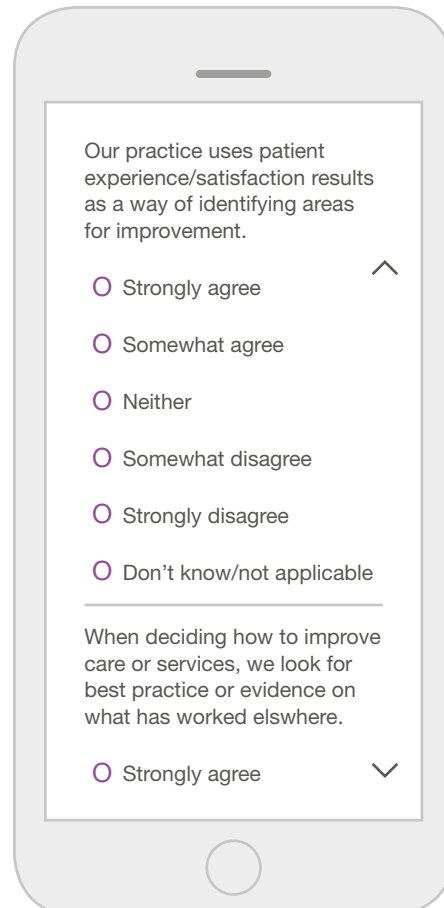 Our practice uses patient
experience/satisfaction results
as a way of identifying areas
for improvement.
O Strongly agree
O Somewhat agree
O Neither
O Somewhat disagree
O Strongly disagree
O Don't know/not applicable
When deciding how to improve
care or services, we look for
best practice or evidence on
what has worked elswhere.
O Strongly agree